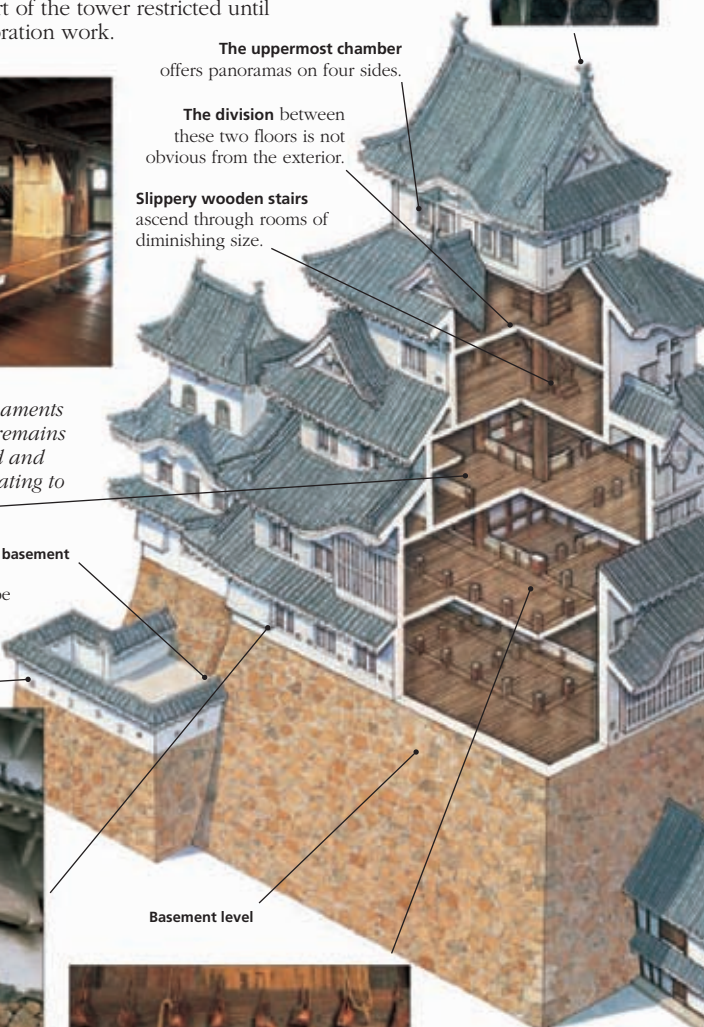 rt of the tower restricted until
oration work.
The uppermost chamber
offers panoramas on four sides.
The division between
these two floors is not
obvious from the exterior.
Slippery wooden stairs
ascend through rooms of
diminishing size.
aments
remains
d and
ating to
basement
be
Basement level